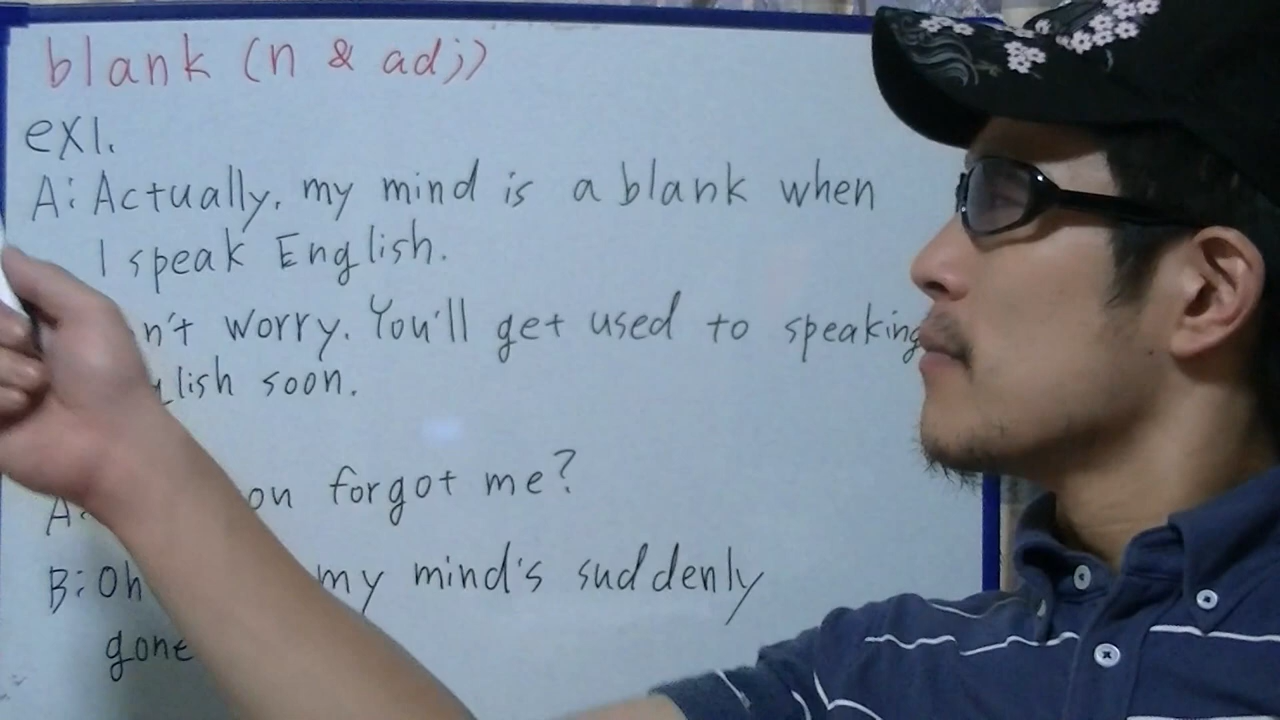 blank (n & adj)
ex1.
A: Actually, my mind is a blank when
I speak English.
n't worry. You'll get used to speaking
lish soon.
A: on forgot me?
B: Oh my mind's suddenly
gone